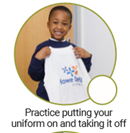 Practice putting your
uniform on and taking it off